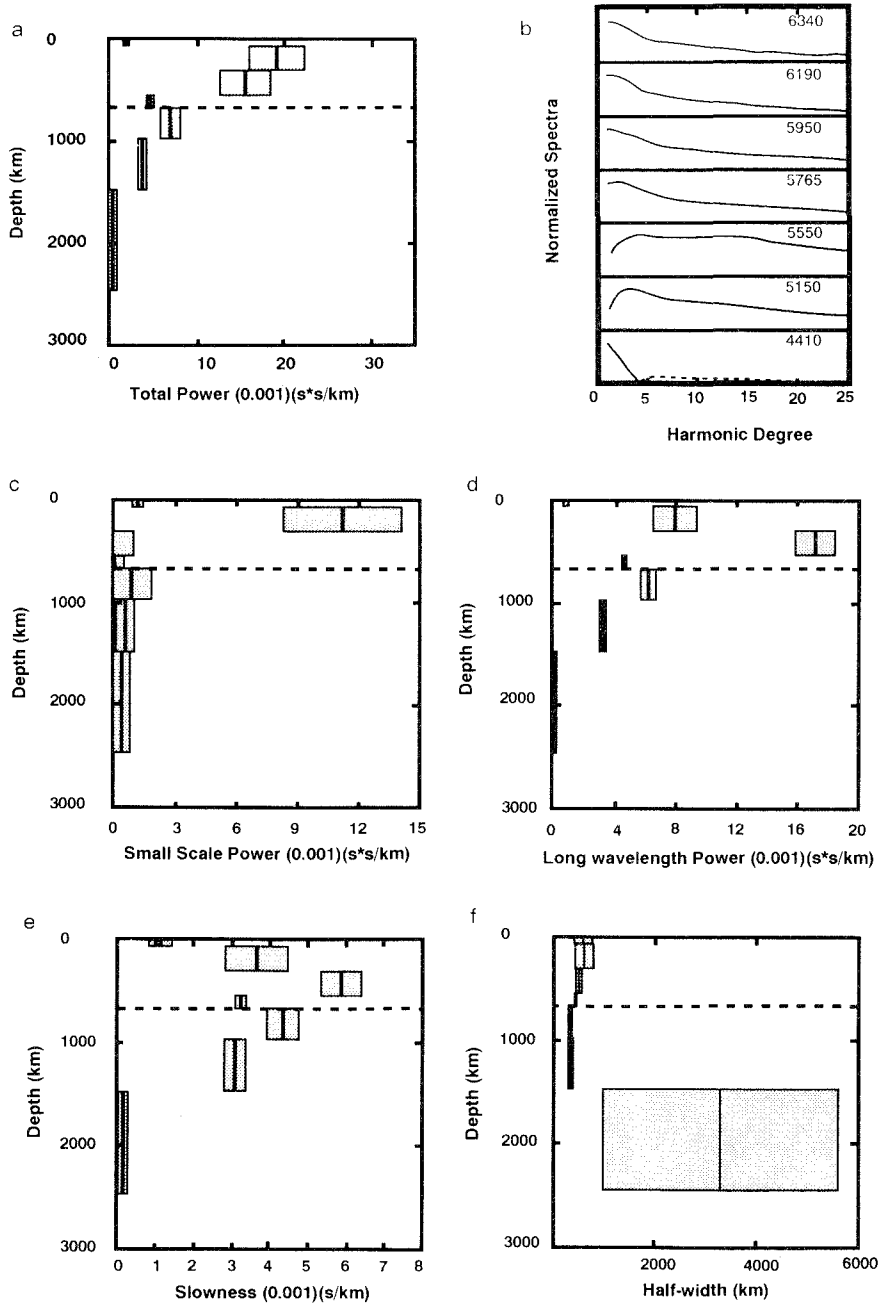 a
0
1000
2000
3000
Depth (km)
0 10 20 30
Total Power (0.001)(s*s/km)
b
Normalized Spectra
6340
6190
5950
5765
5550
5150
4410
0 5 10 15 20 25
Harmonic Degree
c
0
1000
2000
3000
Depth (km)
0 3 6 9 12 15
Small Scale Power (0.001)(s*s/km)
d
0
1000
2000
3000
Depth (km)
0 4 8 12 16 20
Long wavelength Power (0.001)(s*s/km)
e
0
1000
2000
3000
Depth (km)
0 1 2 3 4 5 6 7 8
Slowness (0.001)(s/km)
f
0
1000
2000
3000
Depth (km)
2000 4000 6000
Half-width (km)